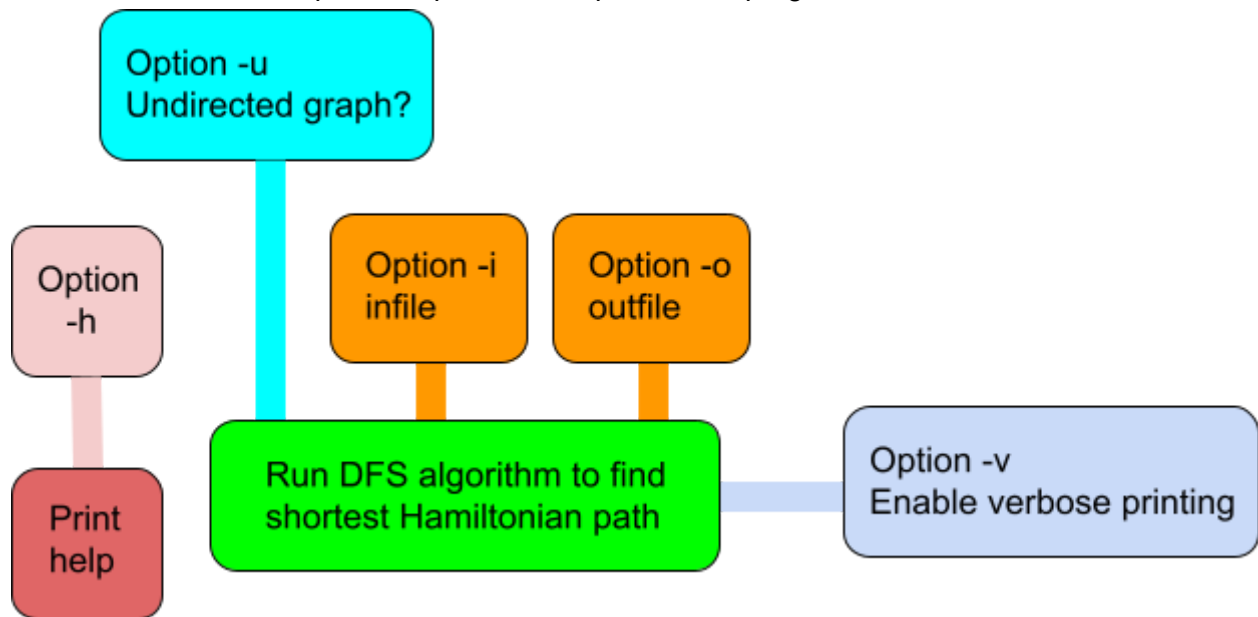 Option -u
Undirected graph?
Option
-h
Option -i
infile
Option -o
outfile
Run DFS algorithm to find
shortest Hamiltonian path
Option -v
Enable verbose printing
Print
help